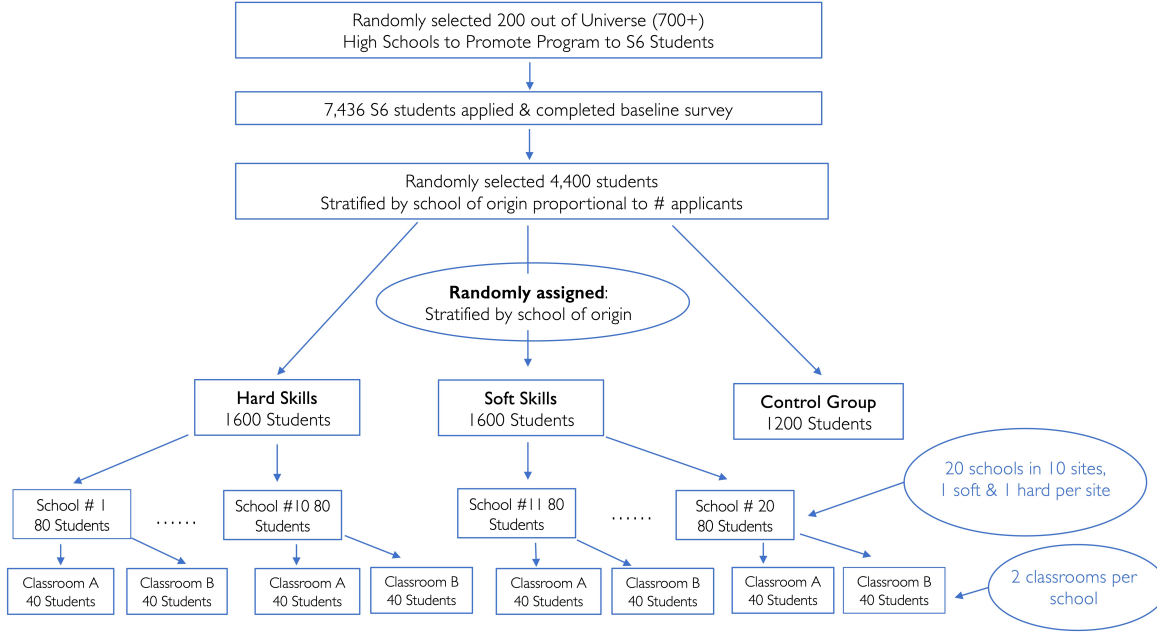 Randomly selected 200 out of Universe (700+)
High Schools to Promote Program to S6 Students
7,436 S6 students applied & completed baseline survey
Randomly selected 4,400 students
Stratified by school of origin proportional to # applicants
Randomly assigned:
Stratified by school of origin
Hard Skills
1600 Students
Soft Skills
1600 Students
Control Group
1200 Students
20 schools in 10 sites,
1 soft & 1 hard per site
School # 1
80 Students
......
School #10 80
Students
School #11 80
Students
......
School # 20
80 Students
Classroom A
40 Students
Classroom B
40 Students
Classroom A
40 Students
Classroom B
40 Students
Classroom A
40 Students
Classroom B
40 Students
Classroom A
40 Students
Classroom B
40 Students
2 classrooms per
school